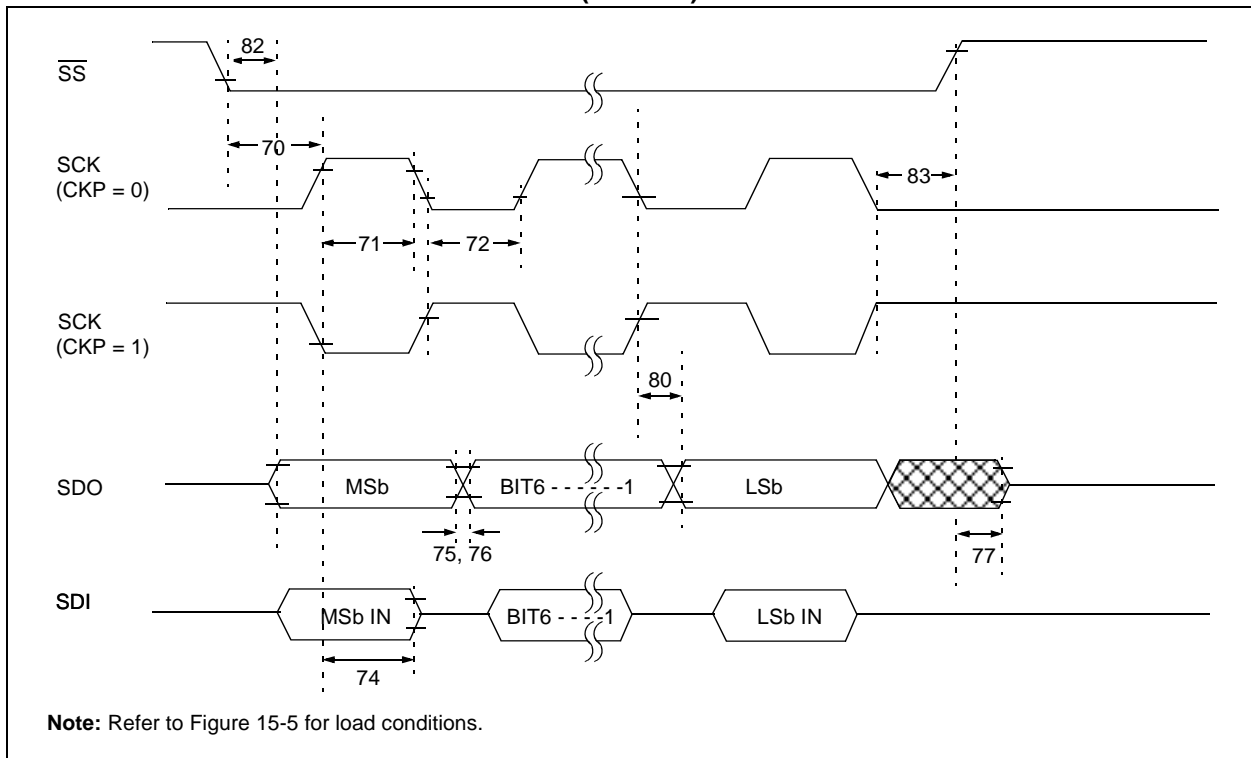 82
SS
70
SCK
(CKP = 0)
83
71
72
SCK
(CKP = 1)
80
SDO
MSb
BIT6 - - - - - -1
LSb
75, 76
77
SDI
MSb IN
BIT6 - - - -1
LSb IN
74
Note: Refer to Figure 15-5 for load conditions.